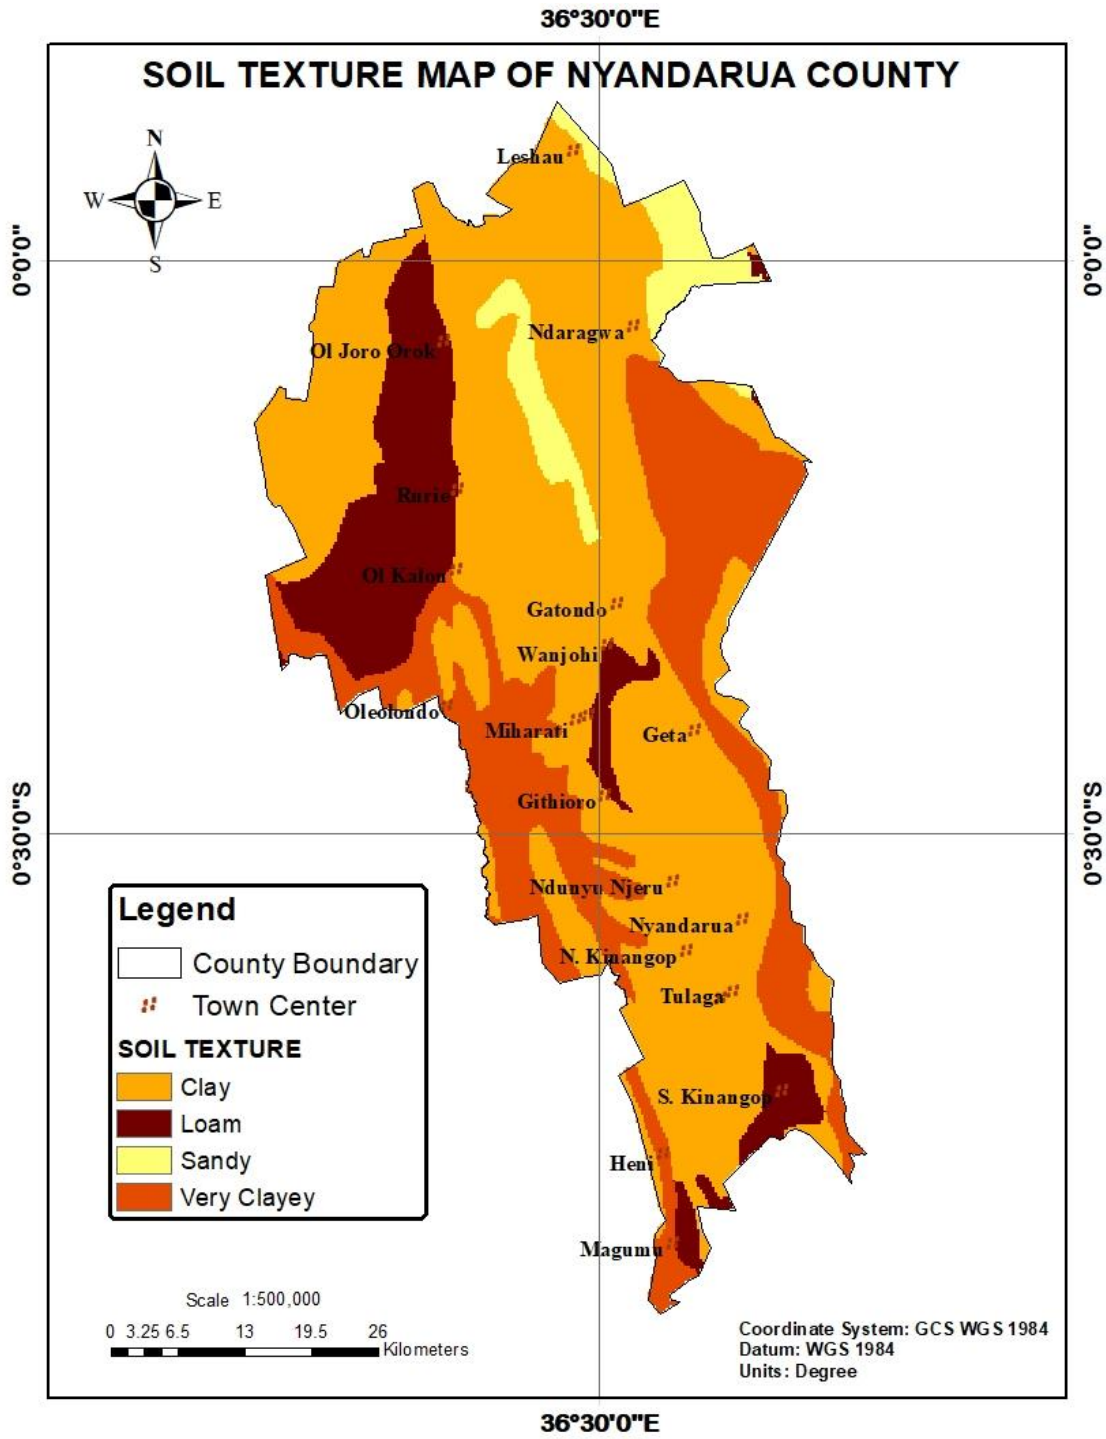 36°30'0"E
SOIL TEXTURE MAP OF NYANDARUA COUNTY
N
W E
S
Leshau
0°0'0"
0°0'0"
Ndaragwa
Ol Joro Orok
Rurie
Ol Kalou
Gatondo
Wanjohi
Oleolondo
Miharati
Geta
Githioro
0°30'0"S
0°30'0"S
Ndunyu Njeru
Nyandarua
N. Kinangop
Tulaga
S. Kinangop
Heni
Magumu
Legend
County Boundary
Town Center
SOIL TEXTURE
Clay
Loam
Sandy
Very Clayey
Scale 1:500,000
0 3.25 6.5 13 19.5 26
Kilometers
Coordinate System: GCS WGS 1984
Datum: WGS 1984
Units: Degree
36°30'0"E